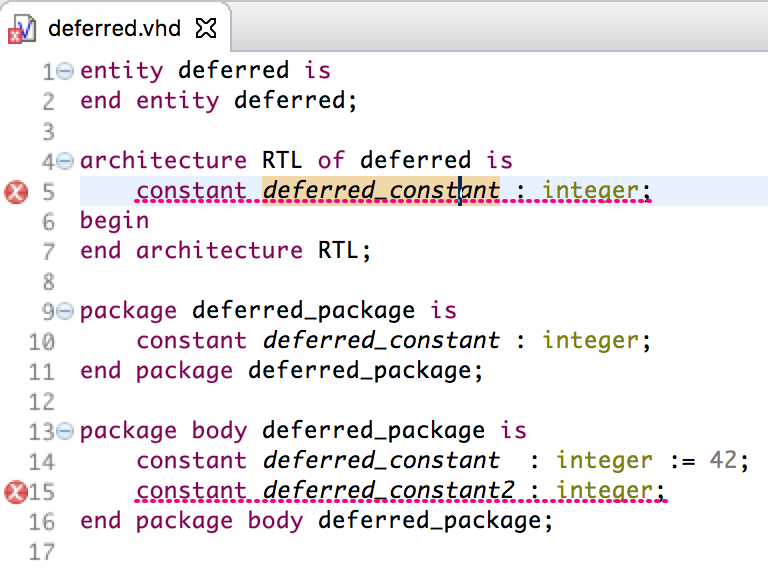 deferred.vhd
1 entity deferred is
2 end entity deferred;
3
4 architecture RTL of deferred is
5     constant deferred_constant : integer;
6 begin
7 end architecture RTL;
8
9 package deferred_package is
10     constant deferred_constant : integer;
11 end package deferred_package;
12
13 package body deferred_package is
14     constant deferred_constant  : integer := 42;
15     constant deferred_constant2 : integer;
16 end package body deferred_package;
17